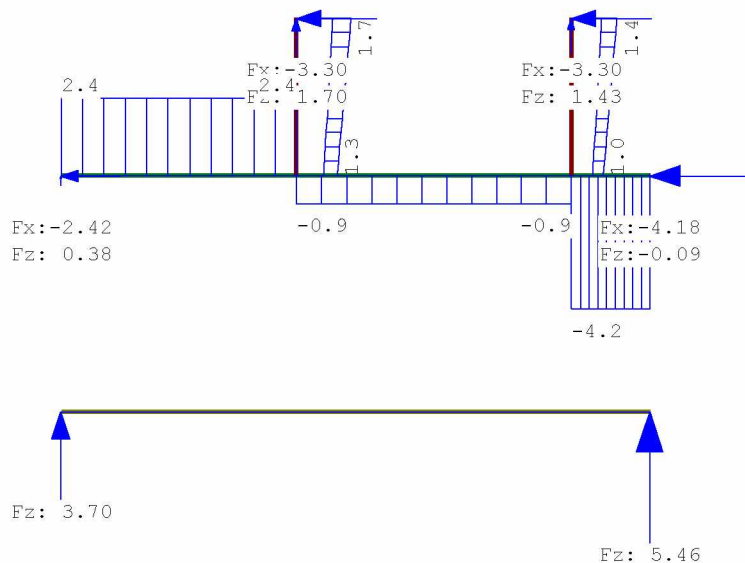 1.7
1.4
Fx:-3.30
Fx:-3.30
2.4
2.4
Fz: 1.70
Fz: 1.43
1.3
1.0
Fx:-2.42
-0.9
-0.9
Fx:-4.18
Fz: 0.38
Fz:-0.09
-4.2
Fz: 3.70
Fz: 5.46